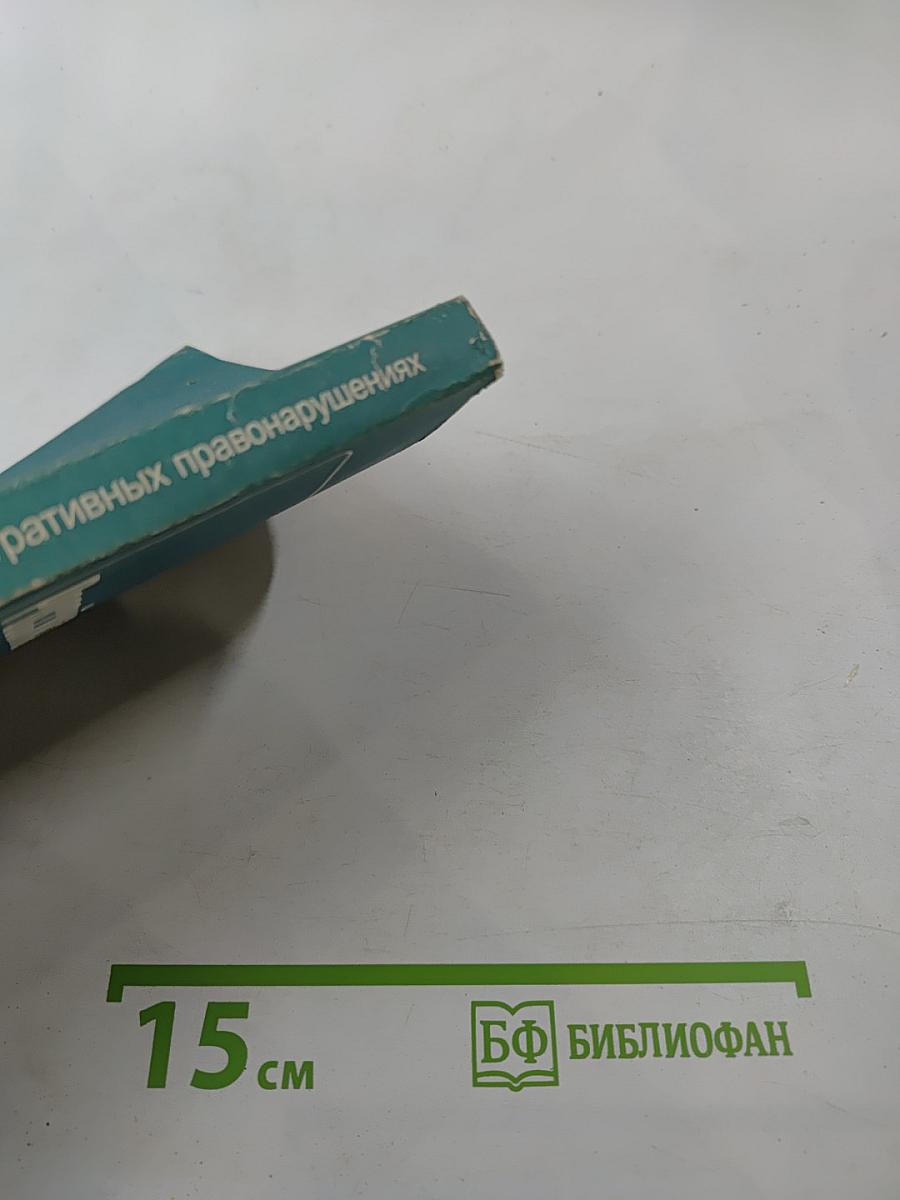 ративных правонарушениях
15 см
БФ БИБЛИОФАН